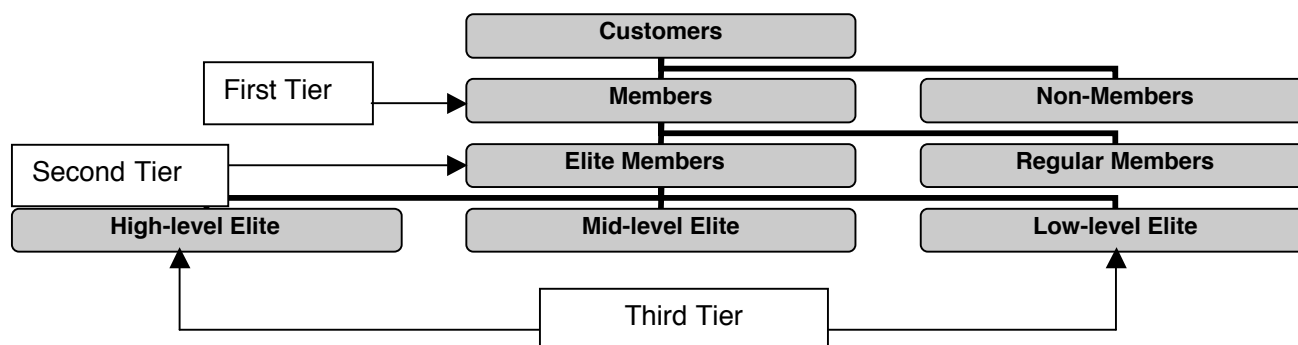 Customers
First Tier
Members
Non-Members
Second Tier
Elite Members
Regular Members
High-level Elite
Mid-level Elite
Low-level Elite
Third Tier